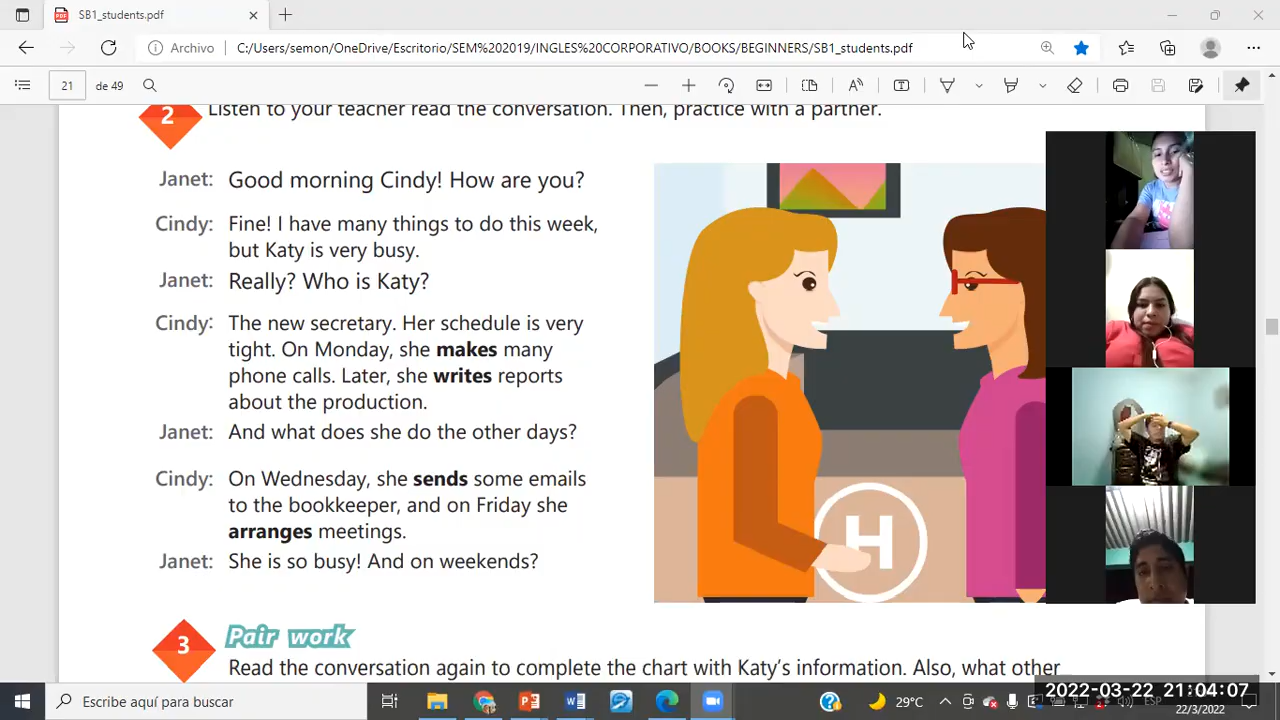 SB1_students.pdf
Archivo
C:/Users/semon/OneDrive/Escritorio/SEM%202019/INGLES%20CORPORATIVO/BOOKS/BEGINNERS/SB1_students.pdf
21 de 49
2 Listen to your teacher read the conversation. Then, practice with a partner.
Janet: Good morning Cindy! How are you?
Cindy: Fine! I have many things to do this week,
but Katy is very busy.
Janet: Really? Who is Katy?
Cindy: The new secretary. Her schedule is very
tight. On Monday, she makes many
phone calls. Later, she writes reports
about the production.
Janet: And what does she do the other days?
Cindy: On Wednesday, she sends some emails
to the bookkeeper, and on Friday she
arranges meetings.
Janet: She is so busy! And on weekends?
H
3 Pair work
Read the conversation again to complete the chart with Katy's information. Also, what other
2022-03-22 21:04:07
Escribe aquí para buscar
29°C
ESP
22/3/2022